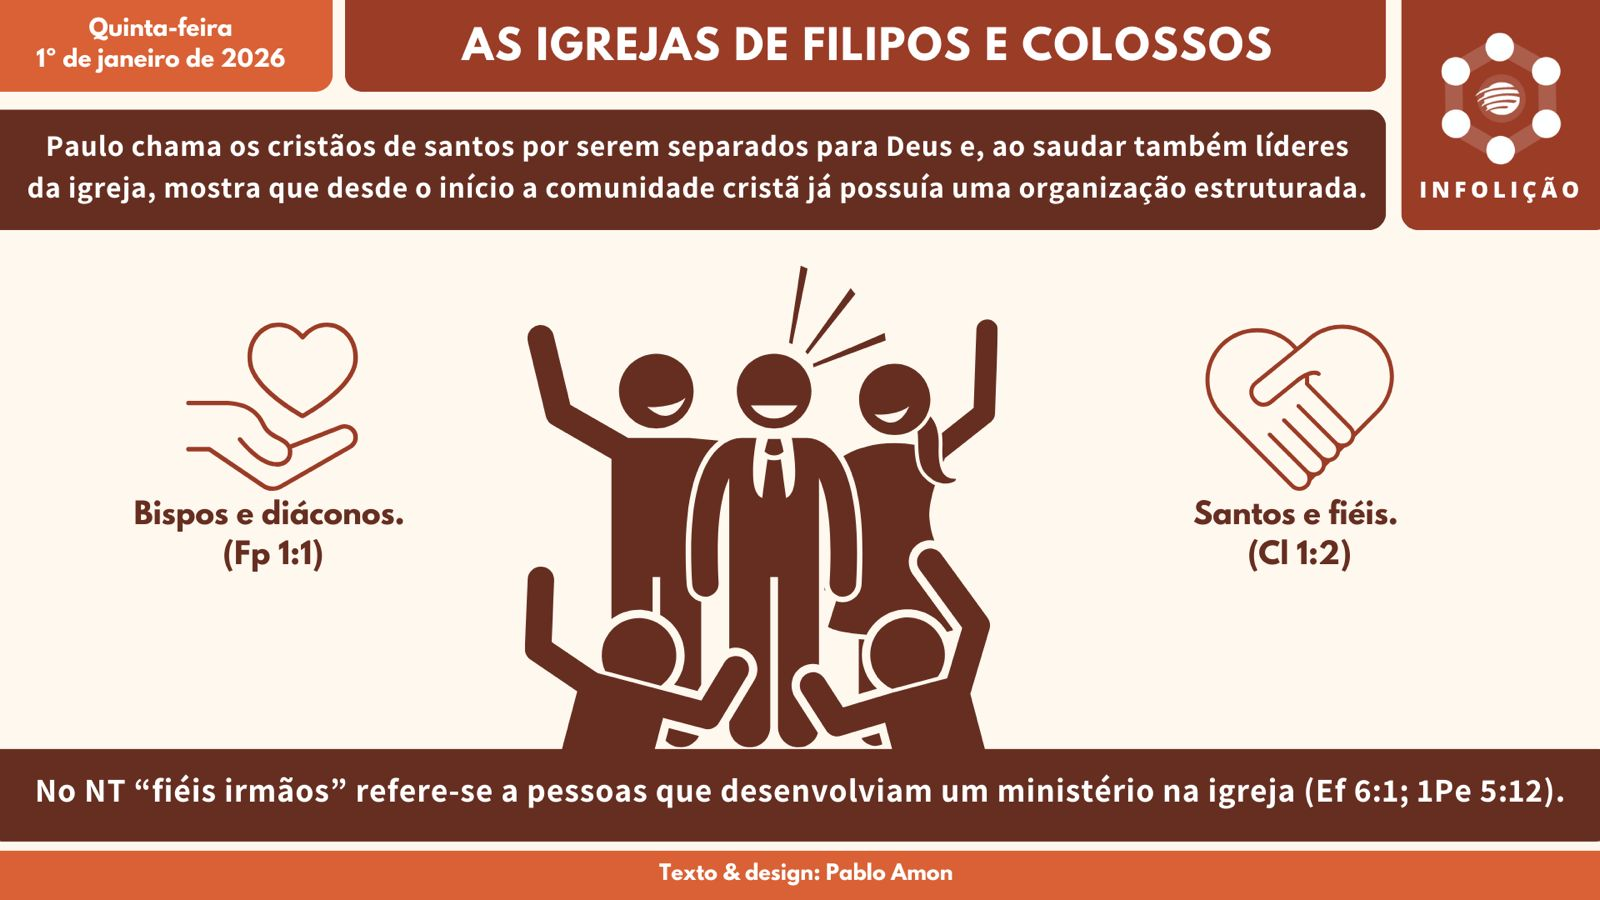 Quinta-feira
1º de janeiro de 2026
AS IGREJAS DE FILIPOS E COLOSSOS
Paulo chama os cristãos de santos por serem separados para Deus e, ao saudar também líderes
da igreja, mostra que desde o início a comunidade cristã já possuía uma organização estruturada.
INFOLIÇÃO
Bispos e diáconos.
(Fp 1:1)
Santos e fiéis.
(Cl 1:2)
No NT “fiéis irmãos” refere-se a pessoas que desenvolviam um ministério na igreja (Ef 6:1; 1Pe 5:12).
Texto & design: Pablo Amon